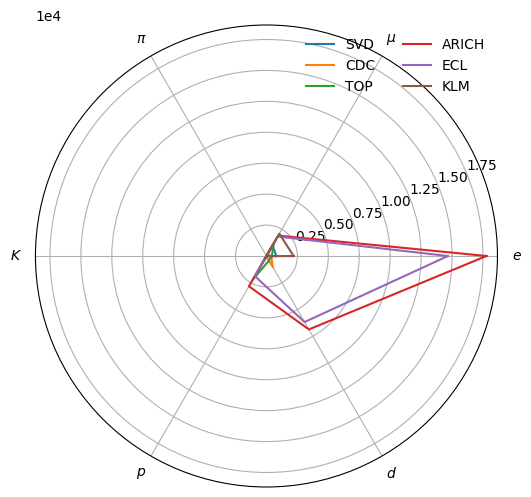 1e4
π
μ
SVD
CDC
TOP
ARICH
ECL
KLM
1.75
1.50
1.25
1.00
0.75
0.50
0.25
K
e
p
d